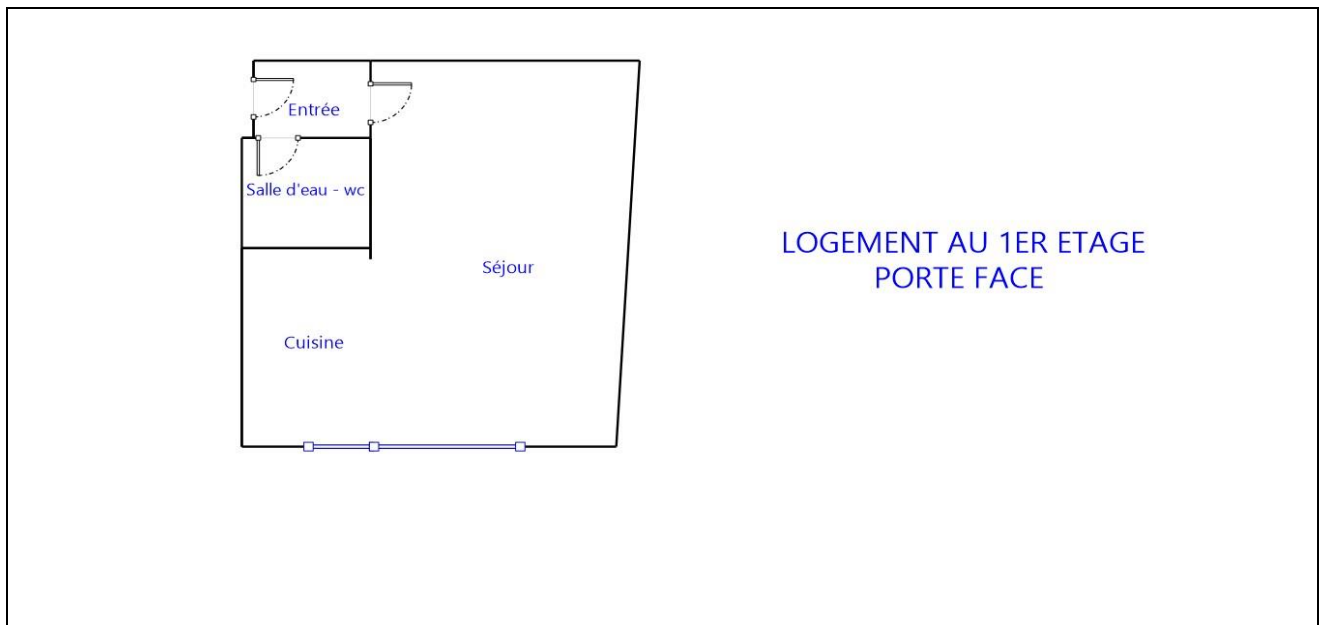 Entrée
Salle d'eau - wc
Séjour
Cuisine
LOGEMENT AU 1ER ETAGE
PORTE FACE